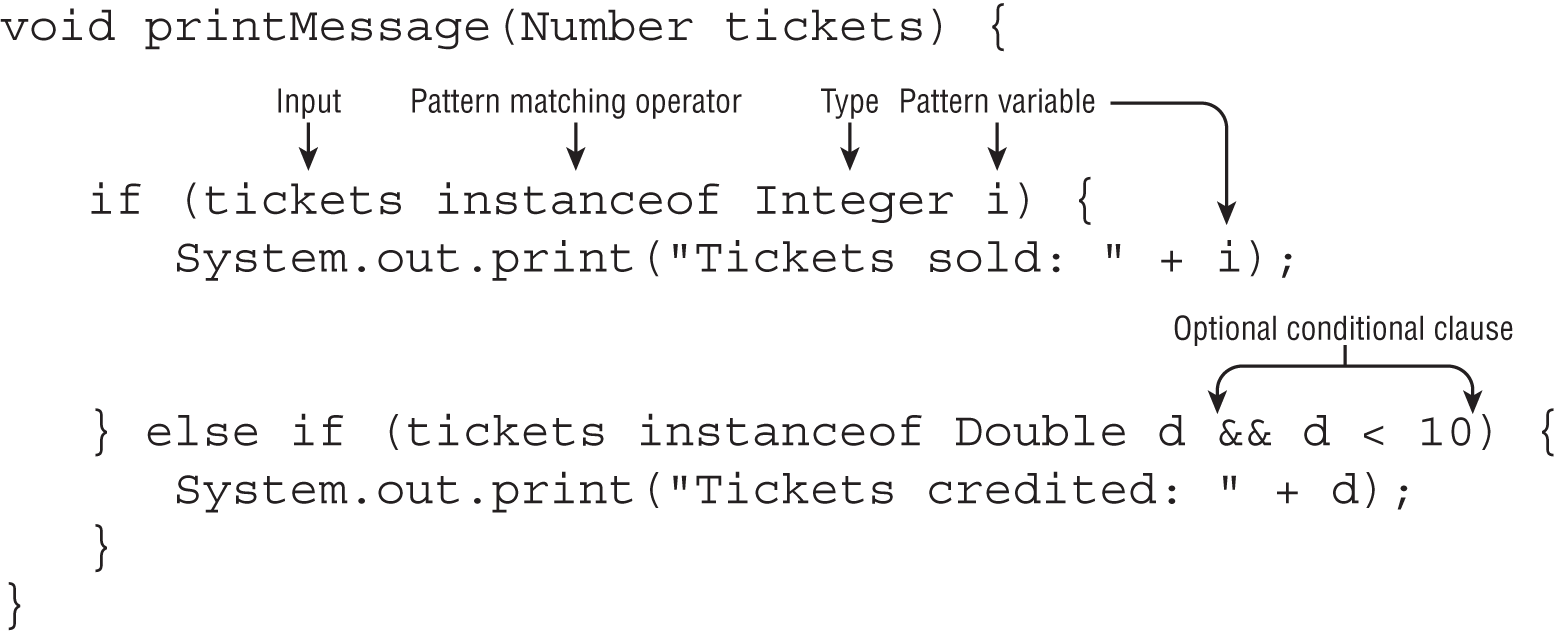 void printMessage(Number tickets) {
Input Pattern matching operator Type Pattern variable
if (tickets instanceof Integer i) {
System.out.print("Tickets sold: " + i);
Optional conditional clause
} else if (tickets instanceof Double d && d < 10) {
System.out.print("Tickets credited: " + d);
}
}